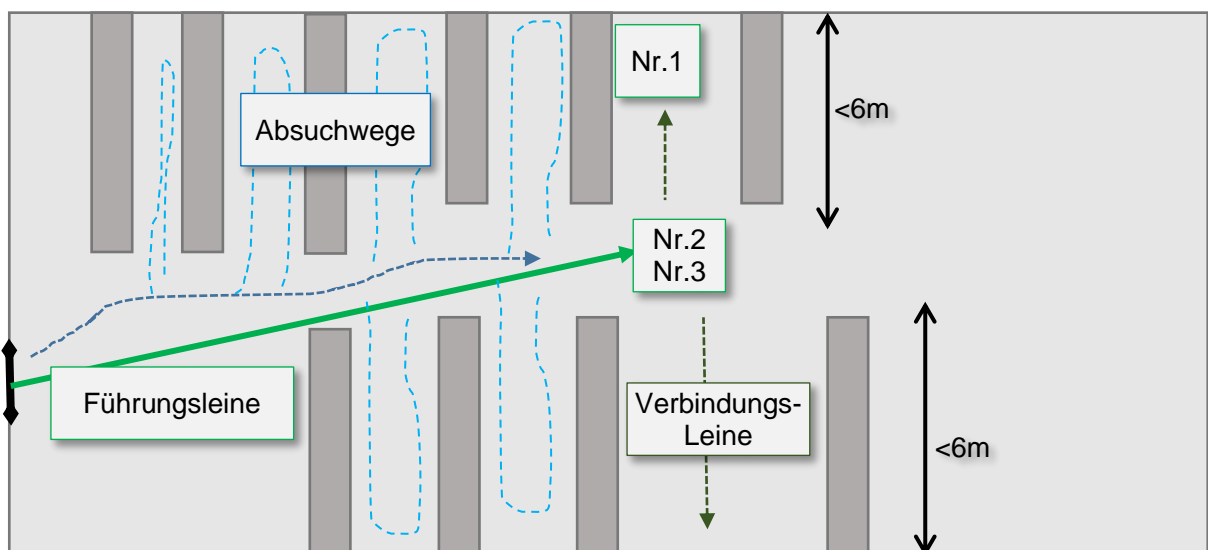 Nr.1
<6m
Absuchwege
Nr.2
Nr.3
Führungsleine
Verbindungs-
Leine
<6m